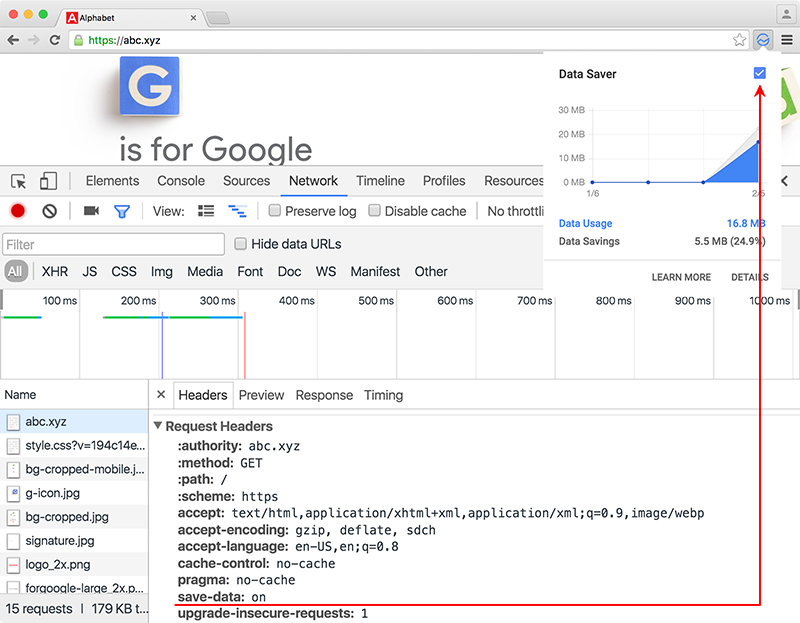 Alphabet
https://abc.xyz
G
is for Google
Data Saver
30 MB
20 MB
10 MB
0 MB
1/6
2/5
Data Usage 16.8 MB
Data Savings 5.5 MB (24.9%)
LEARN MORE DETAILS
Elements Console Sources Network Timeline Profiles Resources
View: Preserve log Disable cache No throttli
Filter Hide data URLs
All XHR JS CSS Img Media Font Doc WS Manifest Other
100 ms 200 ms 300 ms 400 ms 500 ms 600 ms 700 ms 800 ms 900 ms 1000 ms
Name
abc.xyz
style.css?v=194c14e...
bg-cropped-mobile.j...
g-icon.jpg
bg-cropped.jpg
signature.jpg
logo_2x.png
forgoogle-large_2x.p...
15 requests | 179 KB t...
Headers Preview Response Timing
Request Headers
:authority: abc.xyz
:method: GET
:path: /
:scheme: https
accept: text/html,application/xhtml+xml,application/xml;q=0.9,image/webp
accept-encoding: gzip, deflate, sdch
accept-language: en-US,en;q=0.8
cache-control: no-cache
pragma: no-cache
save-data: on
upgrade-insecure-requests: 1